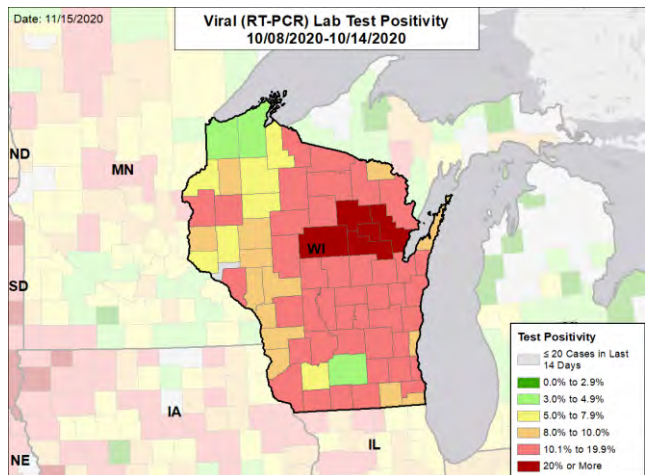 Date: 11/15/2020
Viral (RT-PCR) Lab Test Positivity
10/08/2020-10/14/2020
ND
MN
WI
SD
IA
IL
NE
Test Positivity
≤ 20 Cases in Last
14 Days
0.0% to 2.9%
3.0% to 4.9%
5.0% to 7.9%
8.0% to 10.0%
10.1% to 19.9%
20% or More